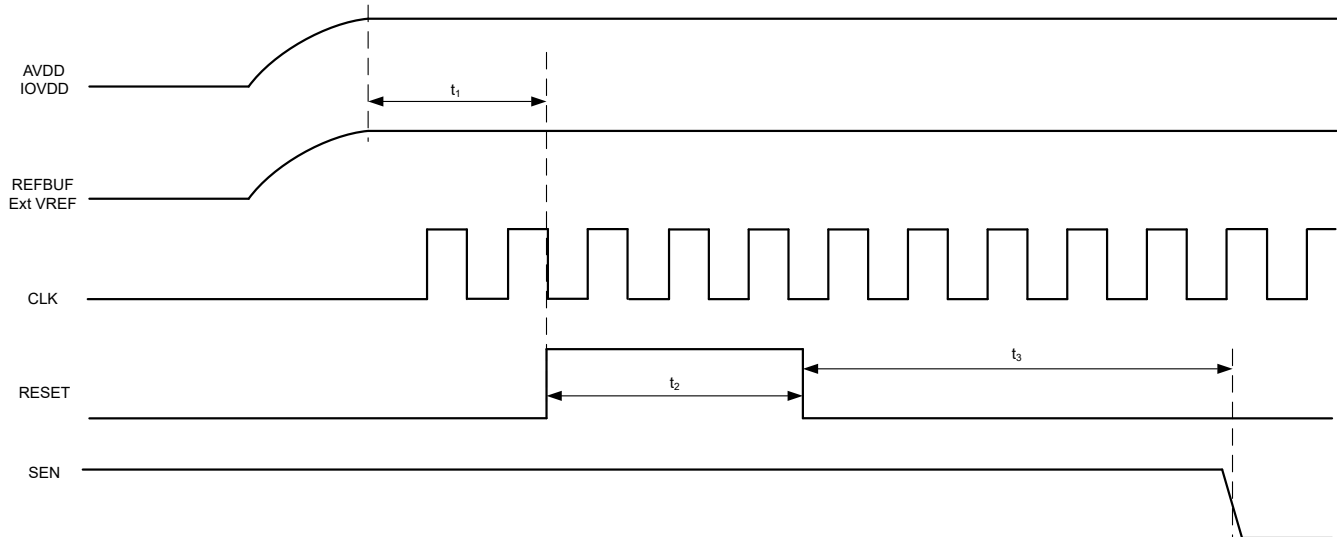 AVDD
IOVDD
t₁
REFBUF
Ext VREF
CLK
t₃
RESET
t₂
SEN